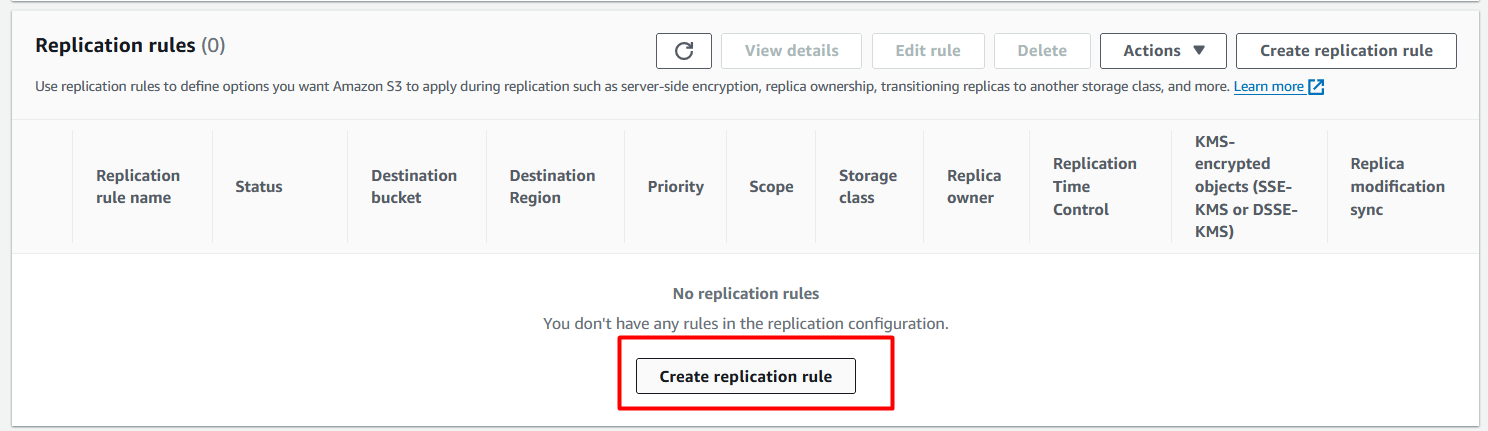 Replication rules (0)
View details
Edit rule
Delete
Actions
Create replication rule
Use replication rules to define options you want Amazon S3 to apply during replication such as server-side encryption, replica ownership, transitioning replicas to another storage class, and more. Learn more
Replication
rule name
Status
Destination
bucket
Destination
Region
Priority
Scope
Storage
class
Replica
owner
Replication
Time
Control
KMS-
encrypted
objects (SSE-
KMS or DSSE-
KMS)
Replica
modification
sync
No replication rules
You don't have any rules in the replication configuration.
Create replication rule